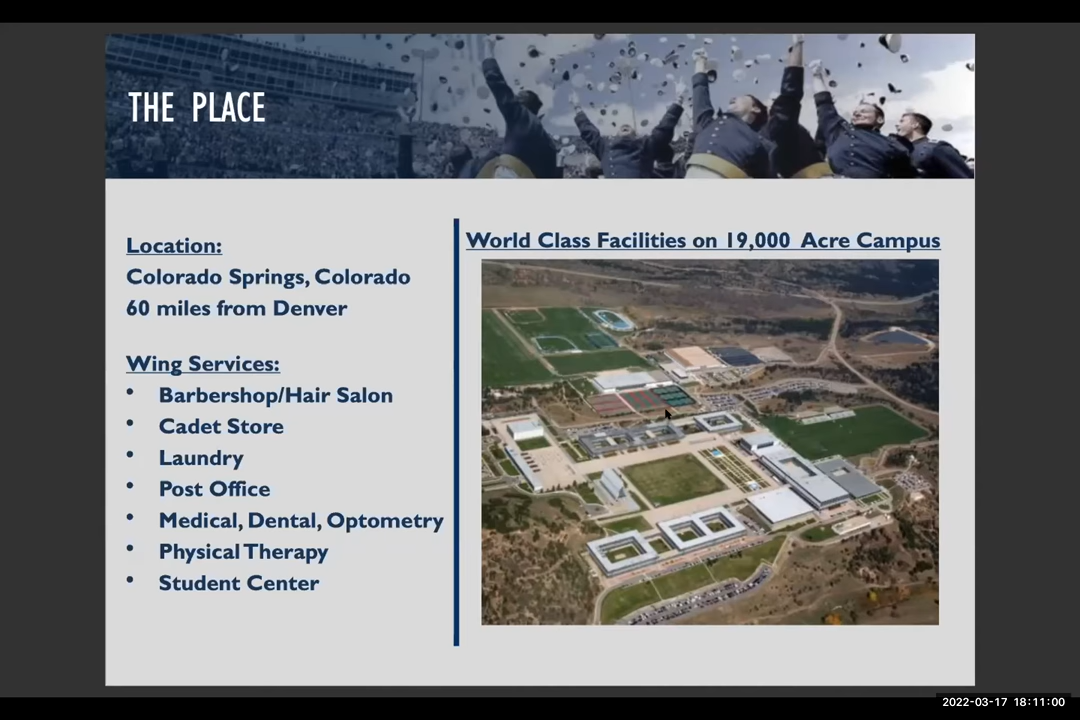 THE PLACE
Location:
Colorado Springs, Colorado
60 miles from Denver
Wing Services:
• Barbershop/Hair Salon
• Cadet Store
• Laundry
• Post Office
• Medical, Dental, Optometry
• Physical Therapy
• Student Center
World Class Facilities on 19,000 Acre Campus
2022-03-17 18:11:00